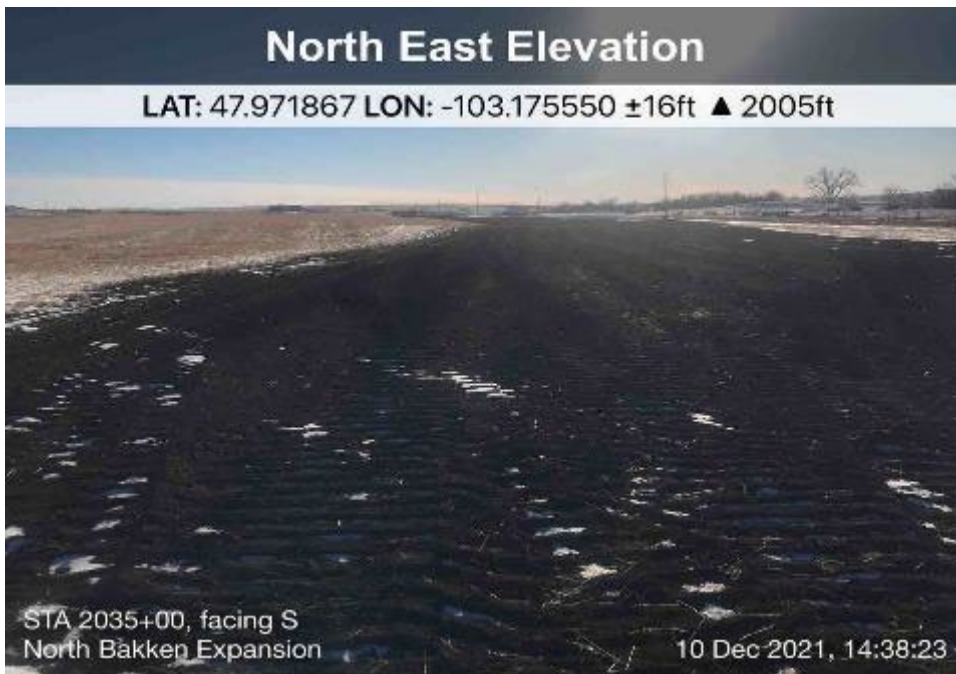 North East Elevation
LAT: 47.971867 LON: -103.175550 ±16ft ▲ 2005ft
STA 2035+00, facing S
North Bakken Expansion
10 Dec 2021, 14:38:23